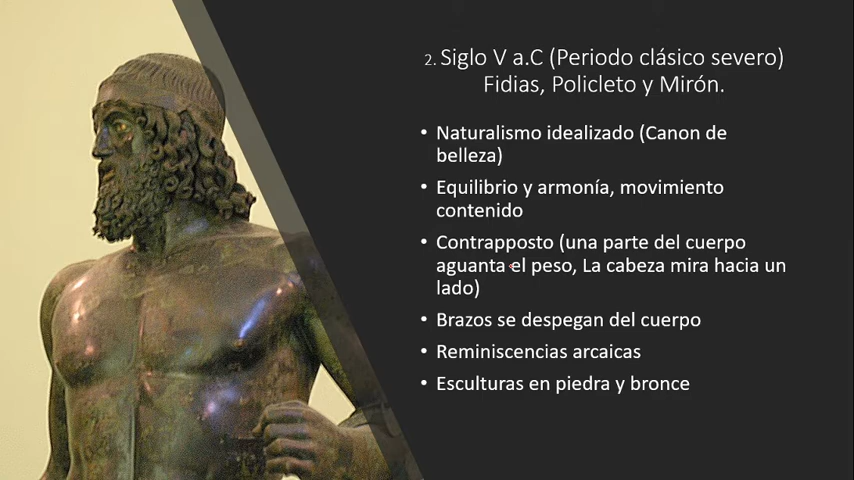 2. Siglo V a.C (Periodo clásico severo)
Fidias, Policleto y Mirón.
• Naturalismo idealizado (Canon de
belleza)
• Equilibrio y armonía, movimiento
contenido
• Contrapposto (una parte del cuerpo
aguanta el peso, La cabeza mira hacia un
lado)
• Brazos se despegan del cuerpo
• Reminiscencias arcaicas
• Esculturas en piedra y bronce